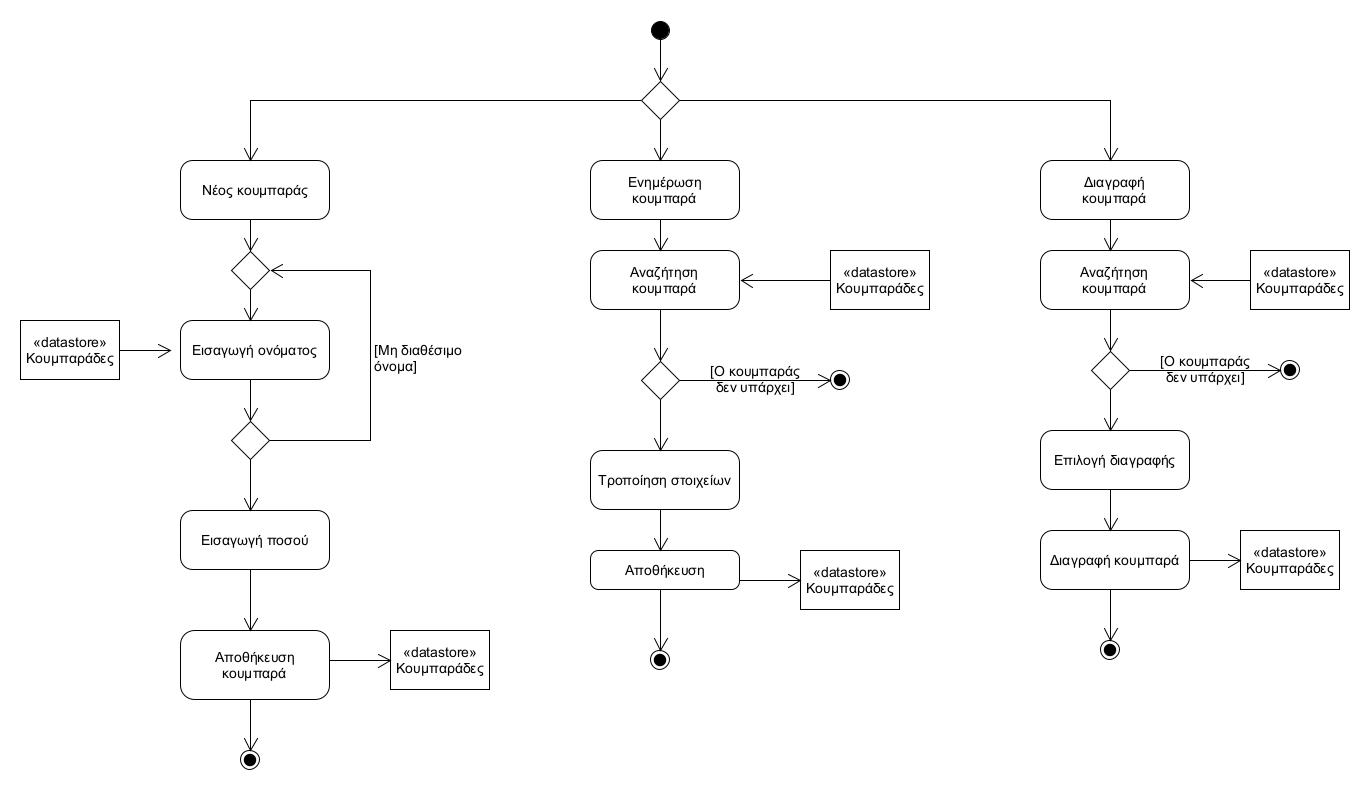 Νέος κουμπαράς
Ενημέρωση
κουμπαρά
Διαγραφή
κουμπαρά
«datastore»
Κουμπαράδες
Εισαγωγή ονόματος
[Μη διαθέσιμο
όνομα]
Εισαγωγή ποσού
Αποθήκευση
κουμπαρά
«datastore»
Κουμπαράδες
Αναζήτηση
κουμπαρά
«datastore»
Κουμπαράδες
[Ο κουμπαράς
δεν υπάρχει]
Τροποίηση στοιχείων
Αποθήκευση
«datastore»
Κουμπαράδες
Αναζήτηση
κουμπαρά
«datastore»
Κουμπαράδες
[Ο κουμπαράς
δεν υπάρχει]
Επιλογή διαγραφής
Διαγραφή κουμπαρά
«datastore»
Κουμπαράδες